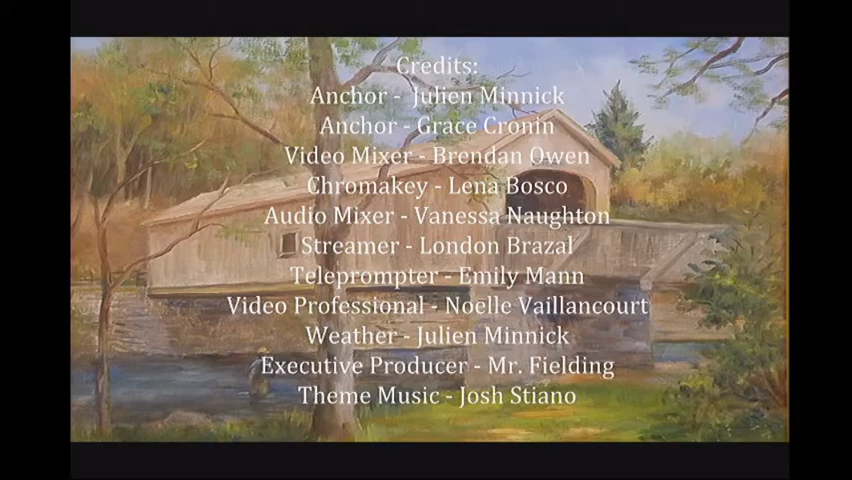 Credits:
Anchor - Julien Minnick
Anchor - Grace Cronin
Video Mixer - Brendan Owen
Chromakey - Lena Bosco
Audio Mixer - Vanessa Naughton
Streamer - London Brazal
Teleprompter - Emily Mann
Video Professional - Noelle Vaillancourt
Weather - Julien Minnick
Executive Producer - Mr. Fielding
Theme Music - Josh Stiano